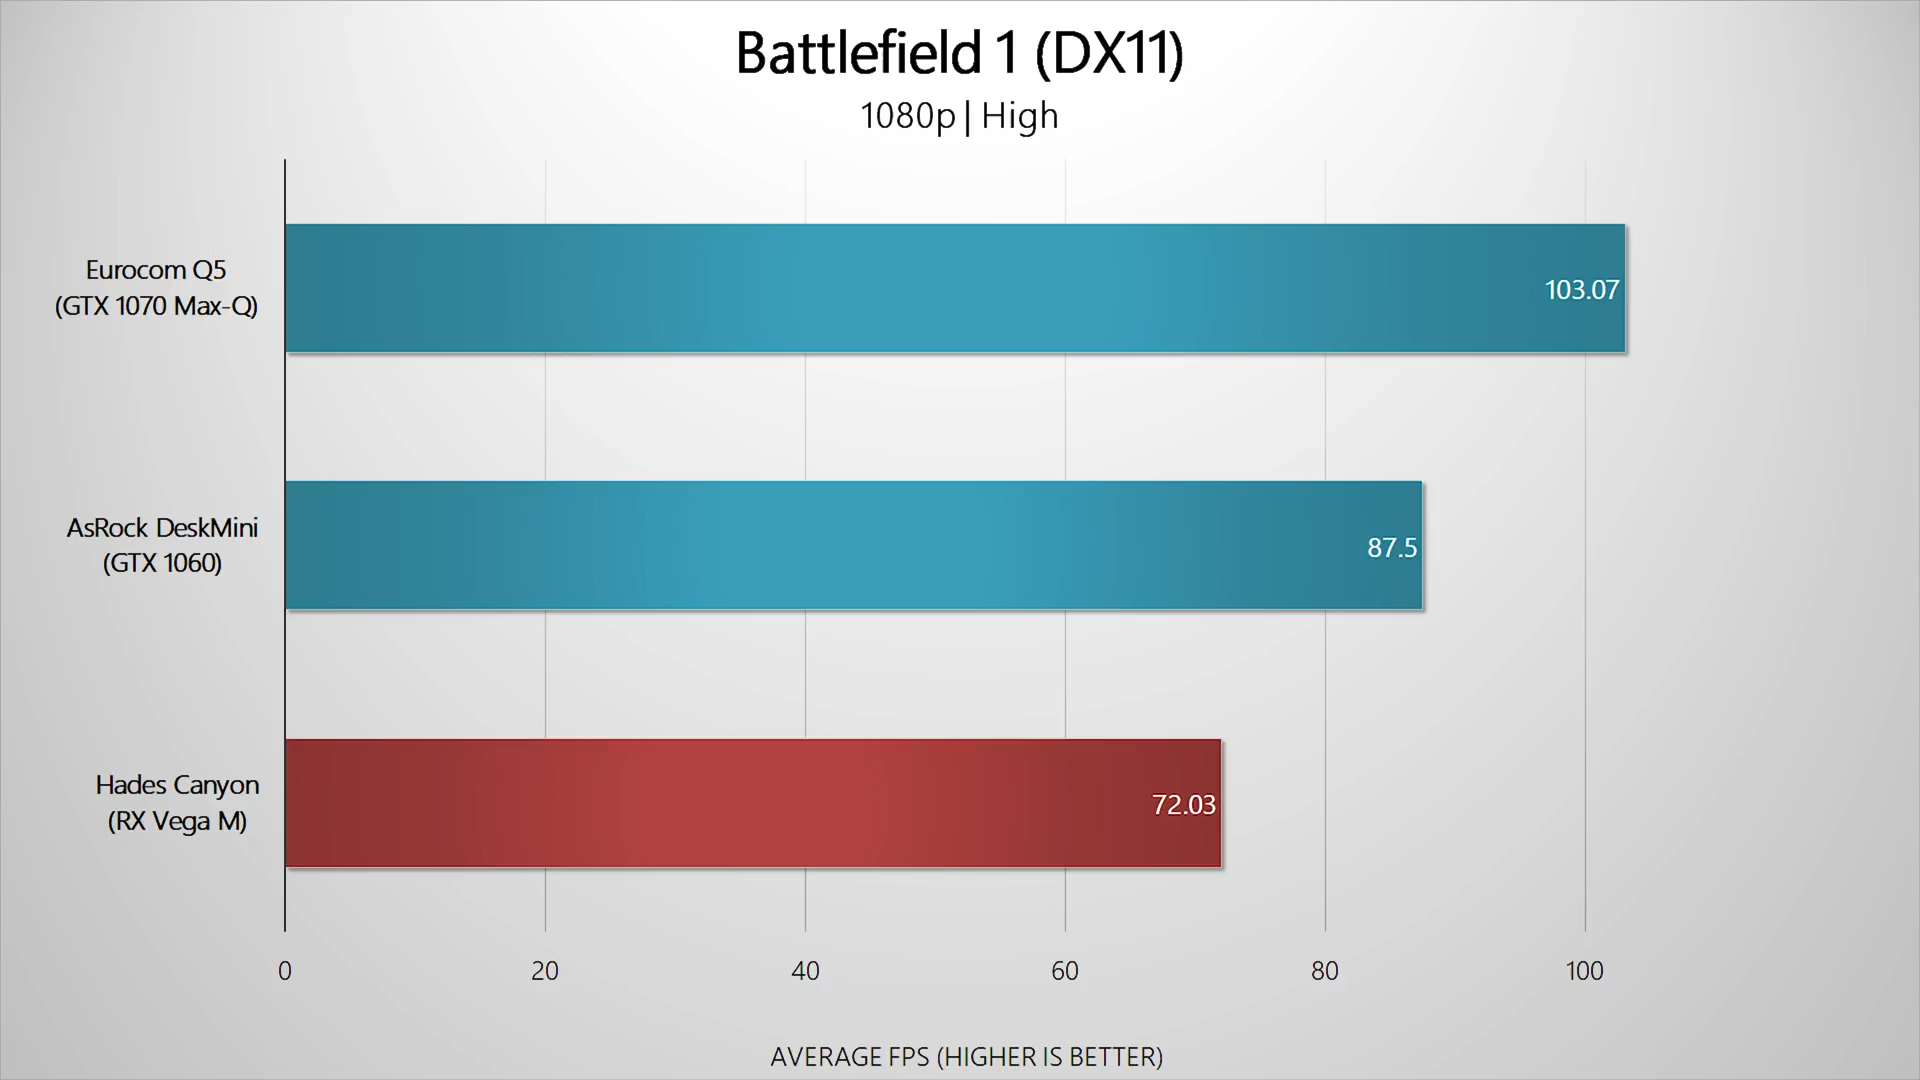 Battlefield 1 (DX11)
1080p | High
Eurocom Q5
(GTX 1070 Max-Q)
103.07
AsRock DeskMini
(GTX 1060)
87.5
Hades Canyon
(RX Vega M)
72.03
0 20 40 60 80 100
AVERAGE FPS (HIGHER IS BETTER)